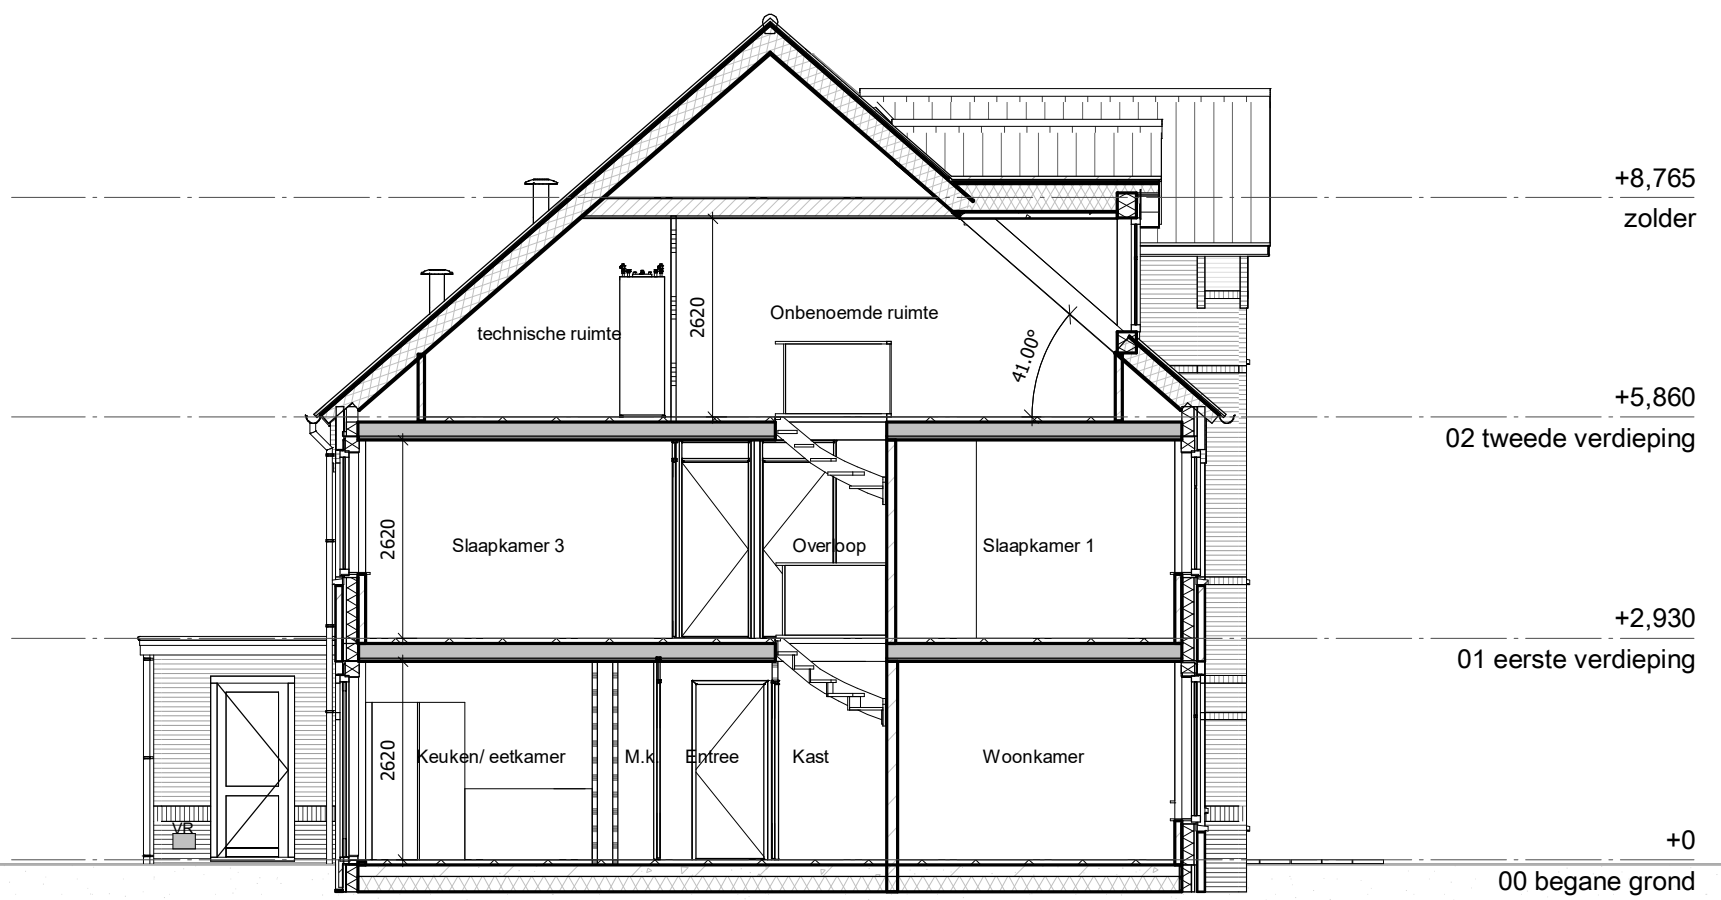 +8,765
zolder
2620
Onbenoemde ruimte
technische ruimte
41.00°
+5,860
02 tweede verdieping
2620
Slaapkamer 3
Overloop
Slaapkamer 1
+2,930
01 eerste verdieping
2620
Keuken/ eetkamer
M.k.
Entree
Kast
Woonkamer
VR
+0
00 begane grond